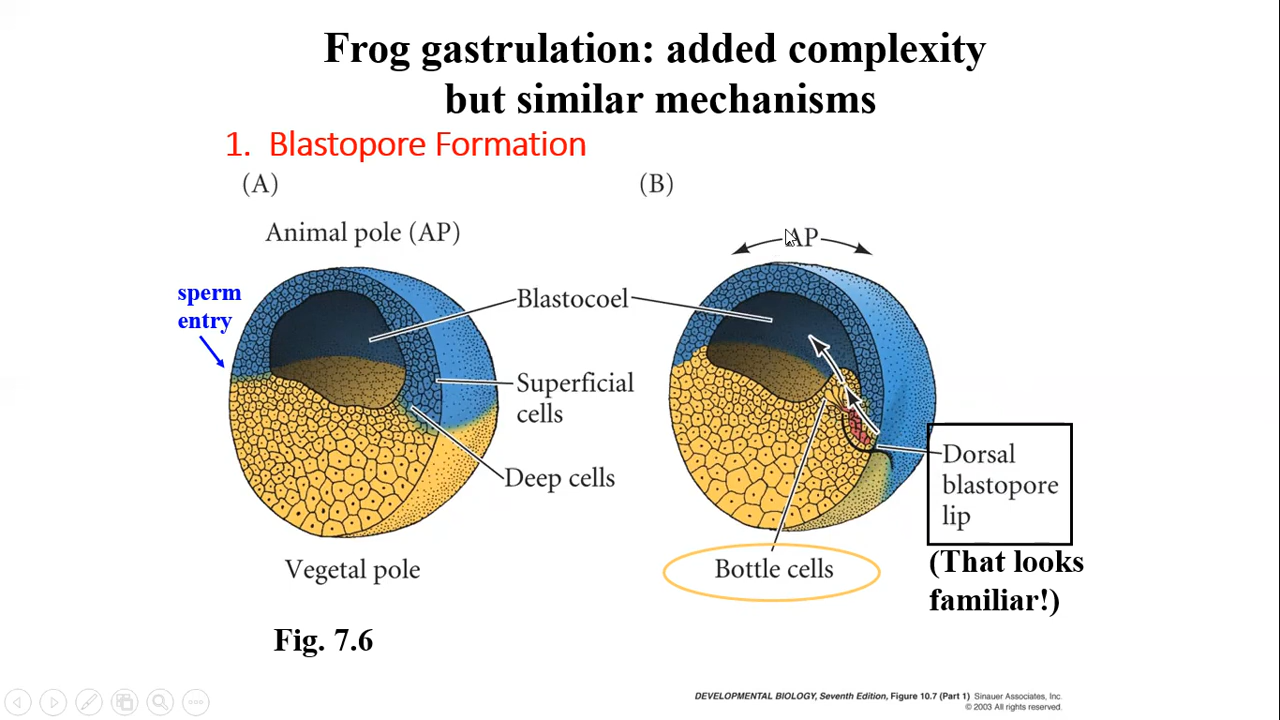 Frog gastrulation: added complexity
but similar mechanisms
1. Blastopore Formation
(A)
(B)
Animal pole (AP)
AP
sperm
entry
Blastocoel
Superficial
cells
Deep cells
Dorsal
blastopore
lip
Vegetal pole
Bottle cells
(That looks
familiar!)
Fig. 7.6
DEVELOPMENTAL BIOLOGY, Seventh Edition, Figure 10.7 (Part 1) Sinauer Associates, Inc.
© 2003 All rights reserved.